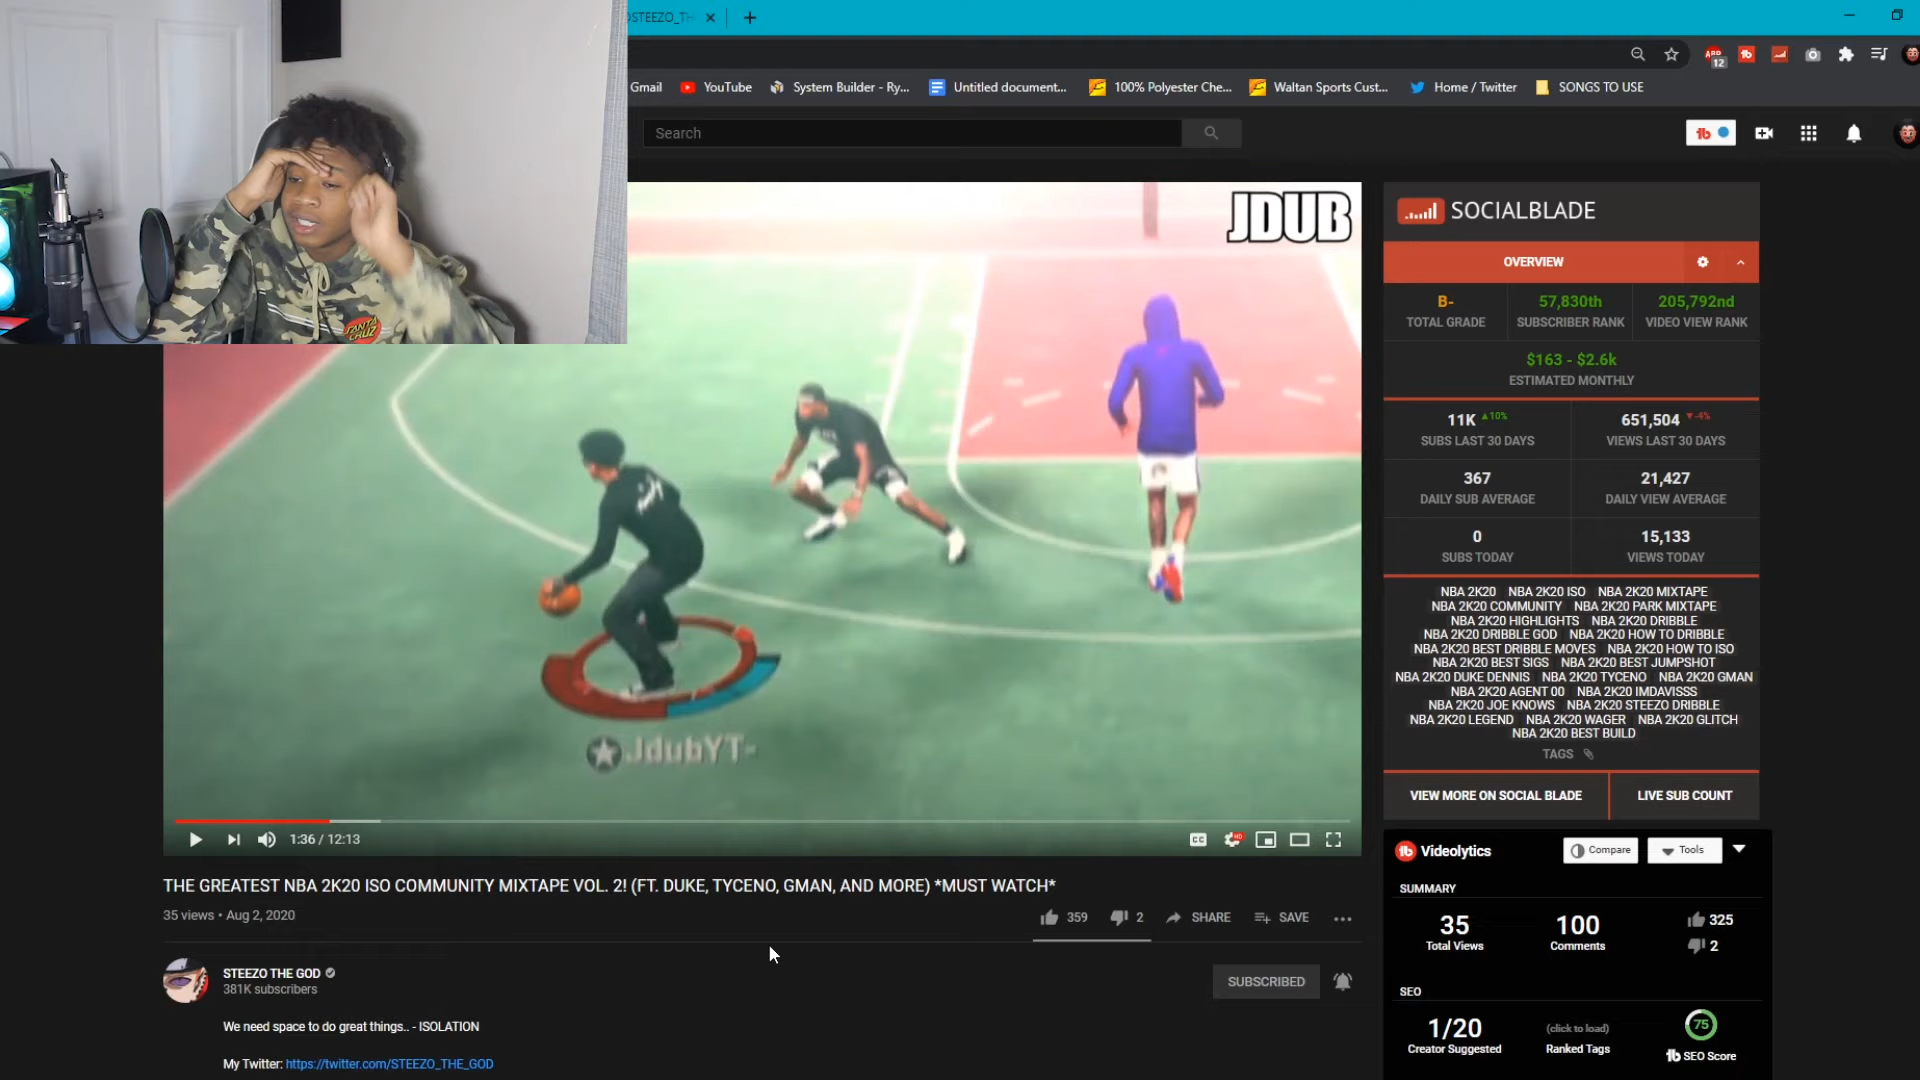 STEEZO_TH
ABP
12
Gmail
YouTube
System Builder - Ry...
Untitled document...
100% Polyester Che...
Waltan Sports Cust...
Home / Twitter
SONGS TO USE
Search
SANTA
CRUZ
JDUB
JdubYT-
1:36 / 12:13
CC
HD
THE GREATEST NBA 2K20 ISO COMMUNITY MIXTAPE VOL. 2! (FT. DUKE, TYCENO, GMAN, AND MORE) *MUST WATCH*
35 views • Aug 2, 2020
359
2
SHARE
SAVE
STEEZO THE GOD
381K subscribers
SUBSCRIBED
We need space to do great things.. - ISOLATION
My Twitter: https://twitter.com/STEEZO_THE_GOD
SOCIALBLADE
OVERVIEW
B-
TOTAL GRADE
57,830th
SUBSCRIBER RANK
205,792nd
VIDEO VIEW RANK
$163 - $2.6k
ESTIMATED MONTHLY
11K ▲10%
SUBS LAST 30 DAYS
651,504 ▼-4%
VIEWS LAST 30 DAYS
367
DAILY SUB AVERAGE
21,427
DAILY VIEW AVERAGE
0
SUBS TODAY
15,133
VIEWS TODAY
NBA 2K20 NBA 2K20 ISO NBA 2K20 MIXTAPE
NBA 2K20 COMMUNITY NBA 2K20 PARK MIXTAPE
NBA 2K20 HIGHLIGHTS NBA 2K20 DRIBBLE
NBA 2K20 DRIBBLE GOD NBA 2K20 HOW TO DRIBBLE
NBA 2K20 BEST DRIBBLE MOVES NBA 2K20 HOW TO ISO
NBA 2K20 BEST SIGS NBA 2K20 BEST JUMPSHOT
NBA 2K20 DUKE DENNIS NBA 2K20 TYCENO NBA 2K20 GMAN
NBA 2K20 AGENT 00 NBA 2K20 IMDAVISSS
NBA 2K20 JOE KNOWS NBA 2K20 STEEZO DRIBBLE
NBA 2K20 LEGEND NBA 2K20 WAGER NBA 2K20 GLITCH
NBA 2K20 BEST BUILD
TAGS
VIEW MORE ON SOCIAL BLADE
LIVE SUB COUNT
Videolytics
Compare
Tools
SUMMARY
35
Total Views
100
Comments
325
2
SEO
1/20
Creator Suggested
(click to load)
Ranked Tags
75
SEO Score